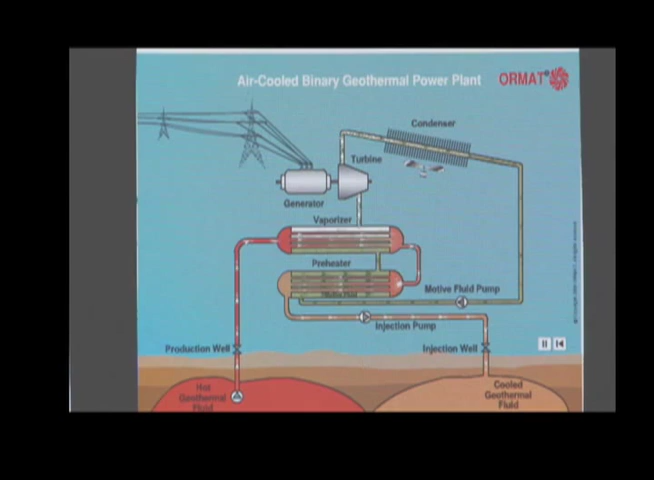 Air-Cooled Binary Geothermal Power Plant
ORMAT
Condenser
Turbine
Generator
Vaporizer
Preheater
Motive Fluid Pump
Injection Pump
Production Well
Injection Well
Hot
Geothermal
Fluid
Cooled
Geothermal
Fluid